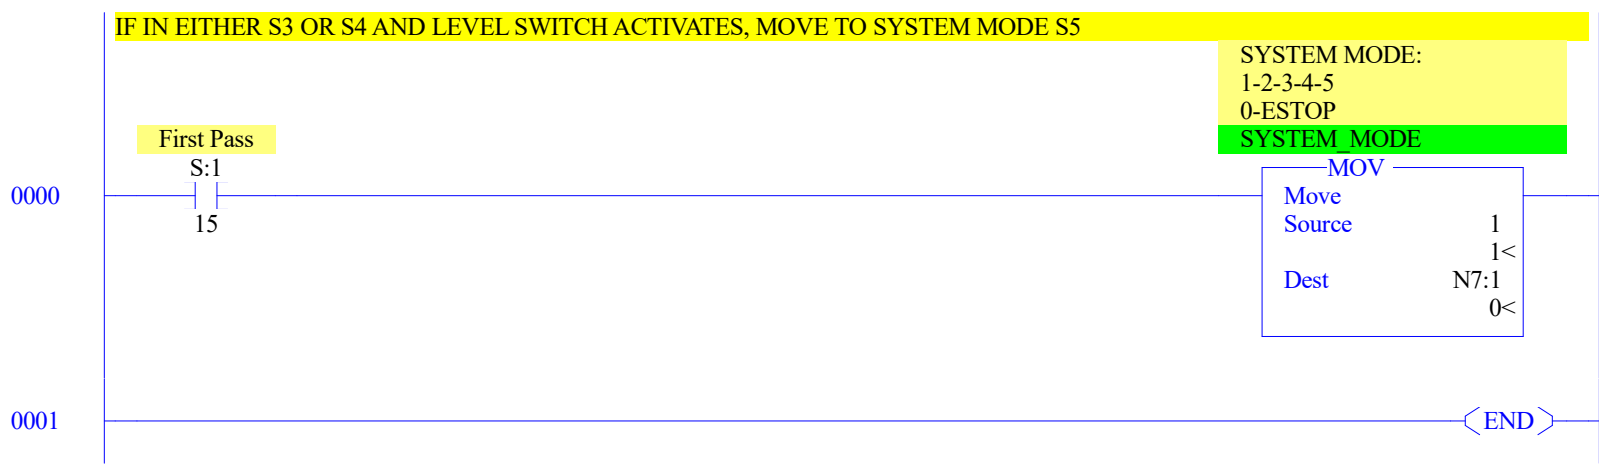 IF IN EITHER S3 OR S4 AND LEVEL SWITCH ACTIVATES, MOVE TO SYSTEM MODE S5
SYSTEM MODE:
1-2-3-4-5
0-ESTOP
SYSTEM_MODE
First Pass
S:1
15
0000
MOV
Move
Source 1
1<
Dest N7:1
0<
0001
END